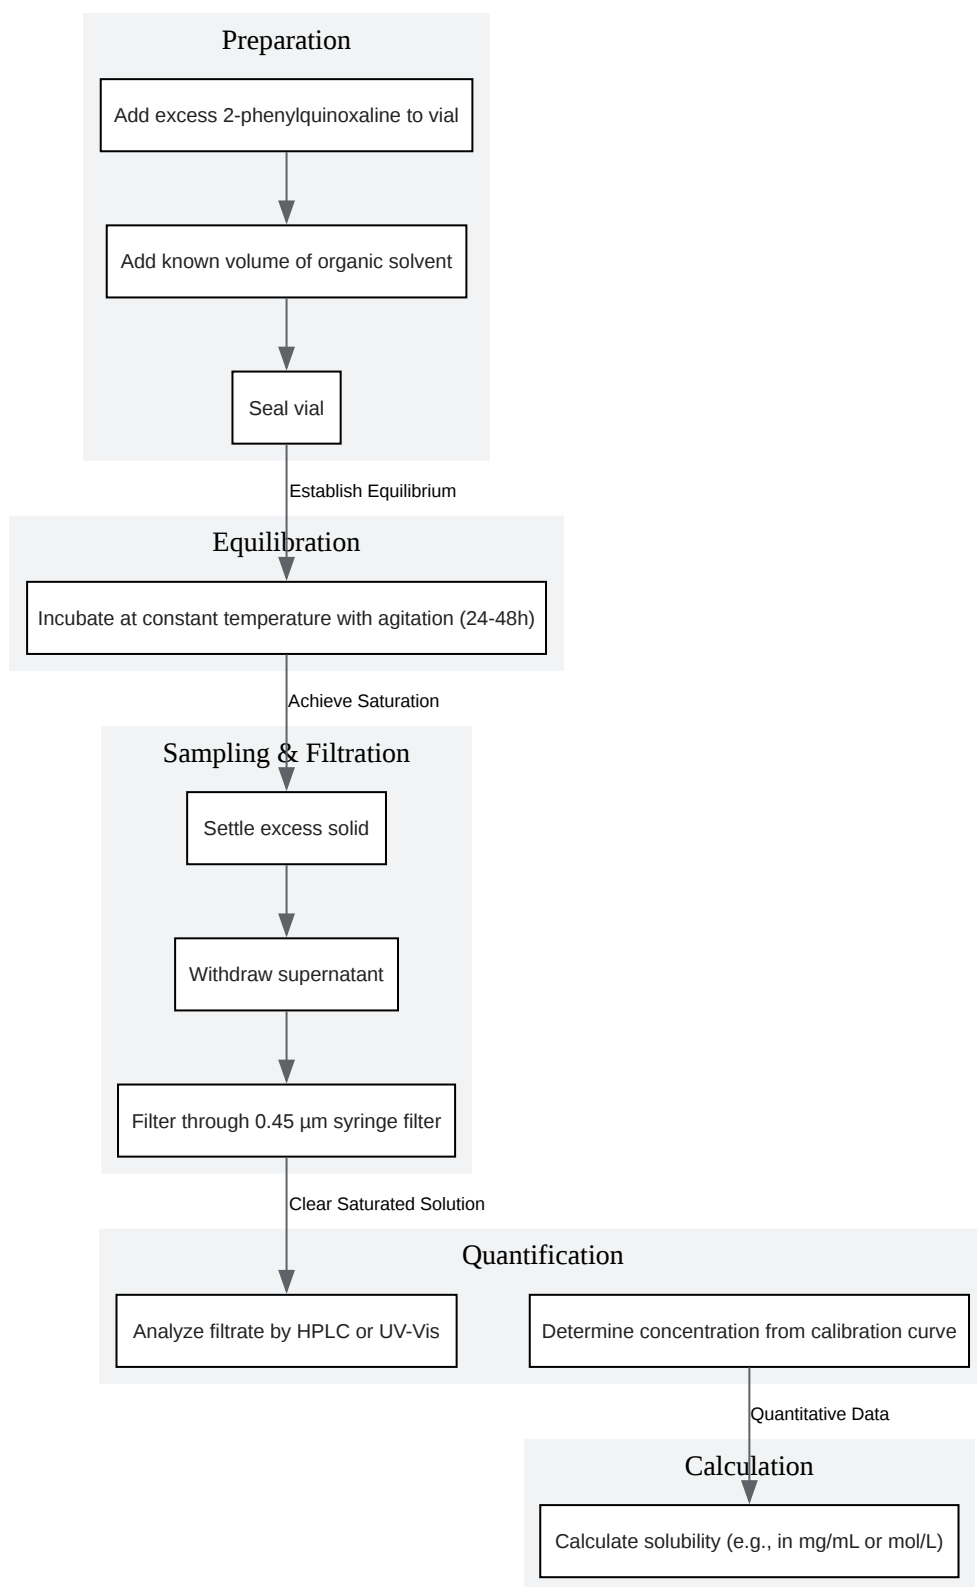 Preparation
Add excess 2-phenylquinoxaline to vial
Add known volume of organic solvent
Seal vial
Establish Equilibrium
Equilibration
Incubate at constant temperature with agitation (24-48h)
Achieve Saturation
Sampling & Filtration
Settle excess solid
Withdraw supernatant
Filter through 0.45 µm syringe filter
Clear Saturated Solution
Quantification
Analyze filtrate by HPLC or UV-Vis
Determine concentration from calibration curve
Quantitative Data
Calculation
Calculate solubility (e.g., in mg/mL or mol/L)